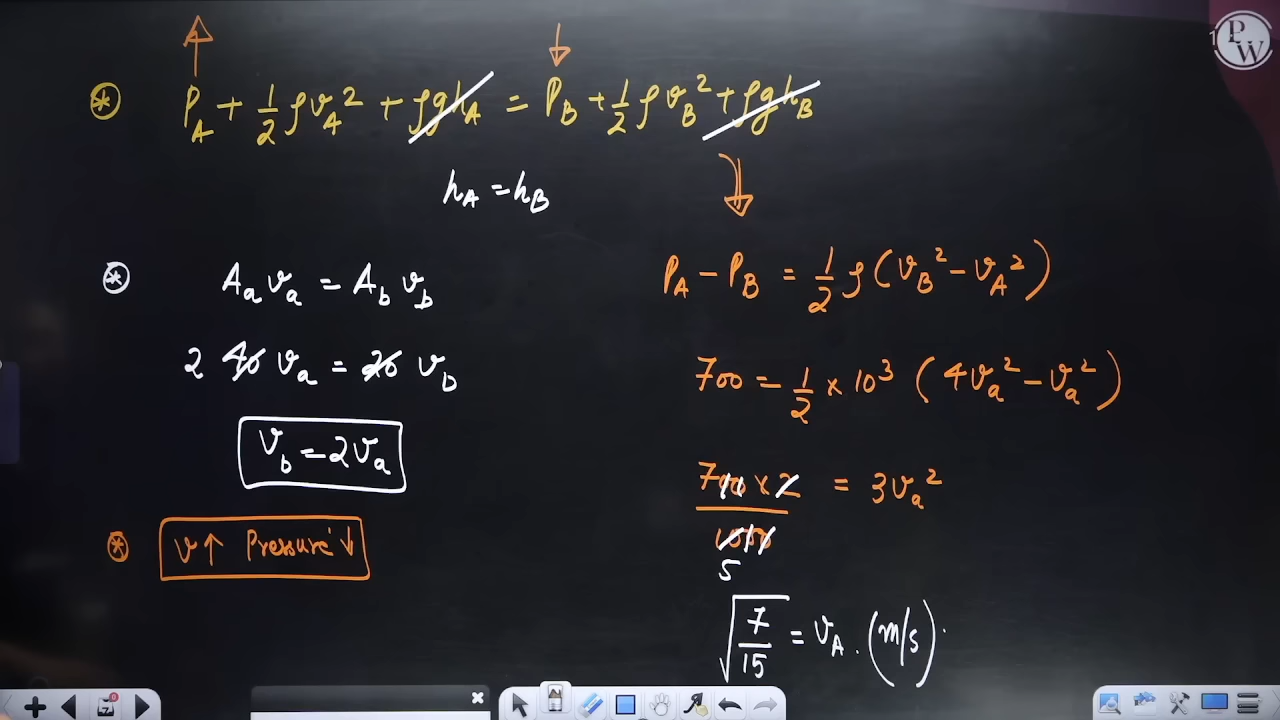 PW
⊛ P_A + 1/2 ρv_A² + ρgh_A = P_B + 1/2 ρv_B² + ρgh_B
h_A = h_B
⊛ A_a v_a = A_b v_b
2 40 v_a = 20 v_b
v_b = 2v_a
⊛ v↑ Pressure ↓
P_A - P_B = 1/2 ρ(v_B² - v_A²)
700 = 1/2 × 10³ (4v_a² - v_a²)
700 × 2 / 1000 = 3v_a²
5
√(7/15) = v_A . (m/s).